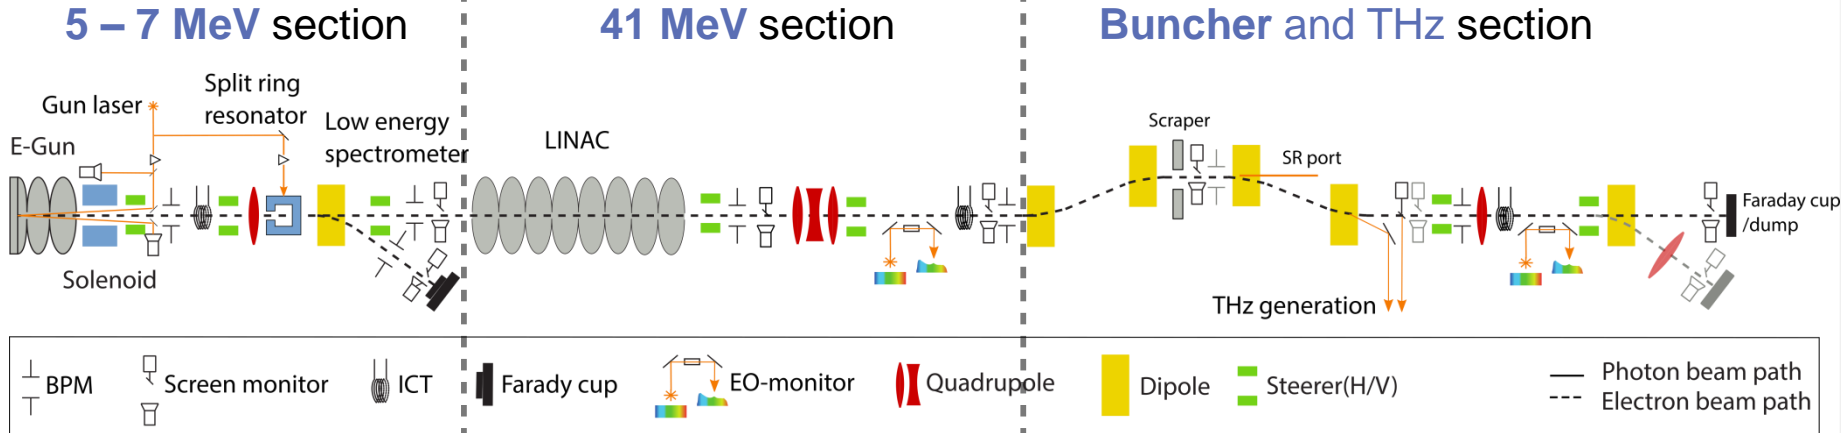 5 – 7 MeV section
41 MeV section
Buncher and THz section
Gun laser
Split ring
resonator
E-Gun
Low energy
spectrometer
Solenoid
LINAC
Scraper
SR port
THz generation
Faraday cup
/dump
BPM
Screen monitor
ICT
Farady cup
EO-monitor
Quadrupole
Dipole
Steerer(H/V)
Photon beam path
Electron beam path